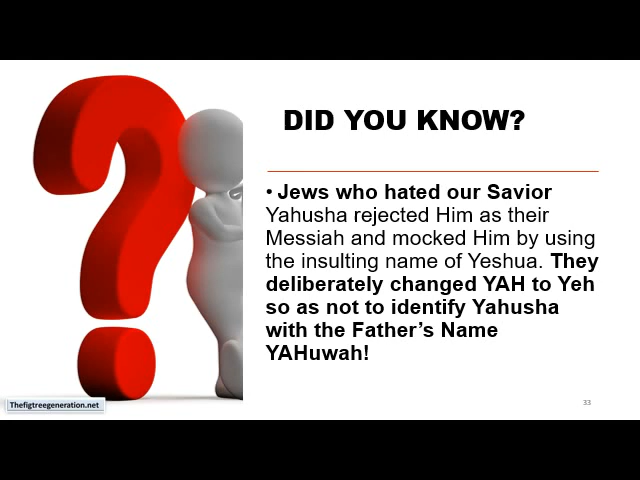 DID YOU KNOW?
• Jews who hated our Savior
Yahusha rejected Him as their
Messiah and mocked Him by using
the insulting name of Yeshua. They
deliberately changed YAH to Yeh
so as not to identify Yahusha
with the Father's Name
YAHuwah!
Thefigtreegeneration.net
33